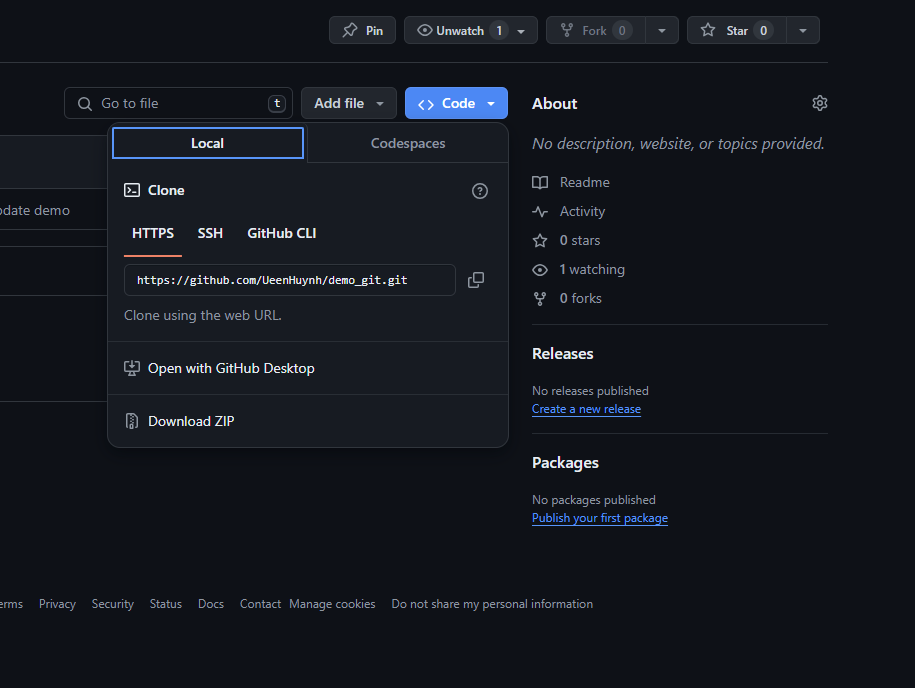 Pin Unwatch 1 Fork 0 Star 0
Go to file t Add file Code
Local Codespaces
Clone
HTTPS SSH GitHub CLI
https://github.com/UeenHuynh/demo_git.git
Clone using the web URL.
Open with GitHub Desktop
Download ZIP
demo
About
No description, website, or topics provided.
Readme
Activity
0 stars
1 watching
0 forks
Releases
No releases published
Create a new release
Packages
No packages published
Publish your first package
Privacy Security Status Docs Contact Manage cookies Do not share my personal information